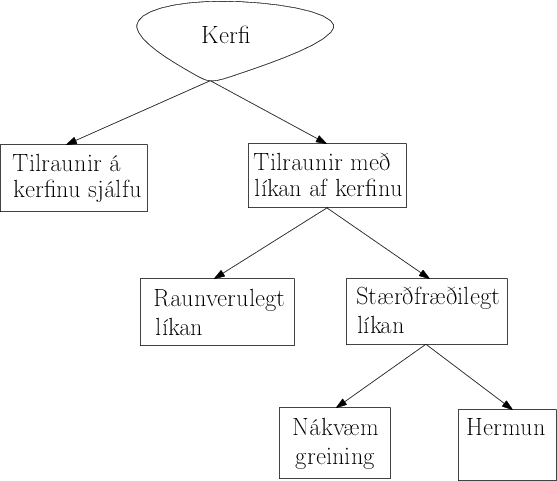 Kerfi
Tilraunir á
kerfinu sjálfu
Tilraunir með
líkan af kerfinu
Raunverulegt
líkan
Stærðfræðilegt
líkan
Nákvæm
greining
Hermun